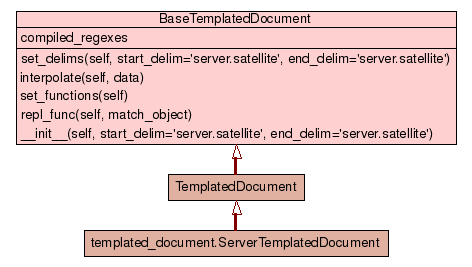 BaseTemplatedDocument
compiled_regexes
set_delims(self, start_delim='server.satellite', end_delim='server.satellite')
interpolate(self, data)
set_functions(self)
repl_func(self, match_object)
__init__(self, start_delim='server.satellite', end_delim='server.satellite')
TemplatedDocument
templated_document.ServerTemplatedDocument